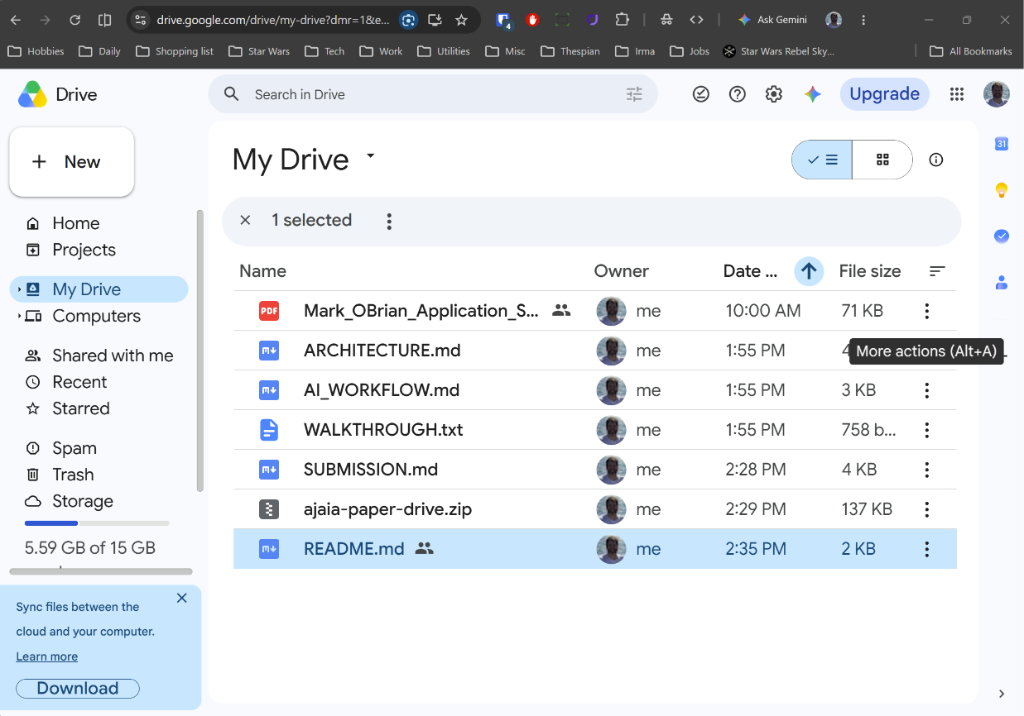 drive.google.com/drive/my-drive?dmr=1&e...
4
Ask Gemini
Hobbies
Daily
Shopping list
Star Wars
Tech
Work
Utilities
Misc
Thespian
Irma
Jobs
Star Wars Rebel Sky...
All Bookmarks
Drive
Search in Drive
Upgrade
New
Home
Projects
My Drive
Computers
Shared with me
Recent
Starred
Spam
Trash
Storage
5.59 GB of 15 GB
Sync files between the
cloud and your computer.
Learn more
Download
My Drive
1 selected
Name Owner Date ... File size
PDF Mark_OBrian_Application_S... me 10:00 AM 71 KB
M ARCHITECTURE.md me 1:55 PM 4
More actions (Alt+A)
M AI_WORKFLOW.md me 1:55 PM 3 KB
WALKTHROUGH.txt me 1:55 PM 758 b...
M SUBMISSION.md me 2:28 PM 4 KB
ajaia-paper-drive.zip me 2:29 PM 137 KB
M README.md me 2:35 PM 2 KB
31